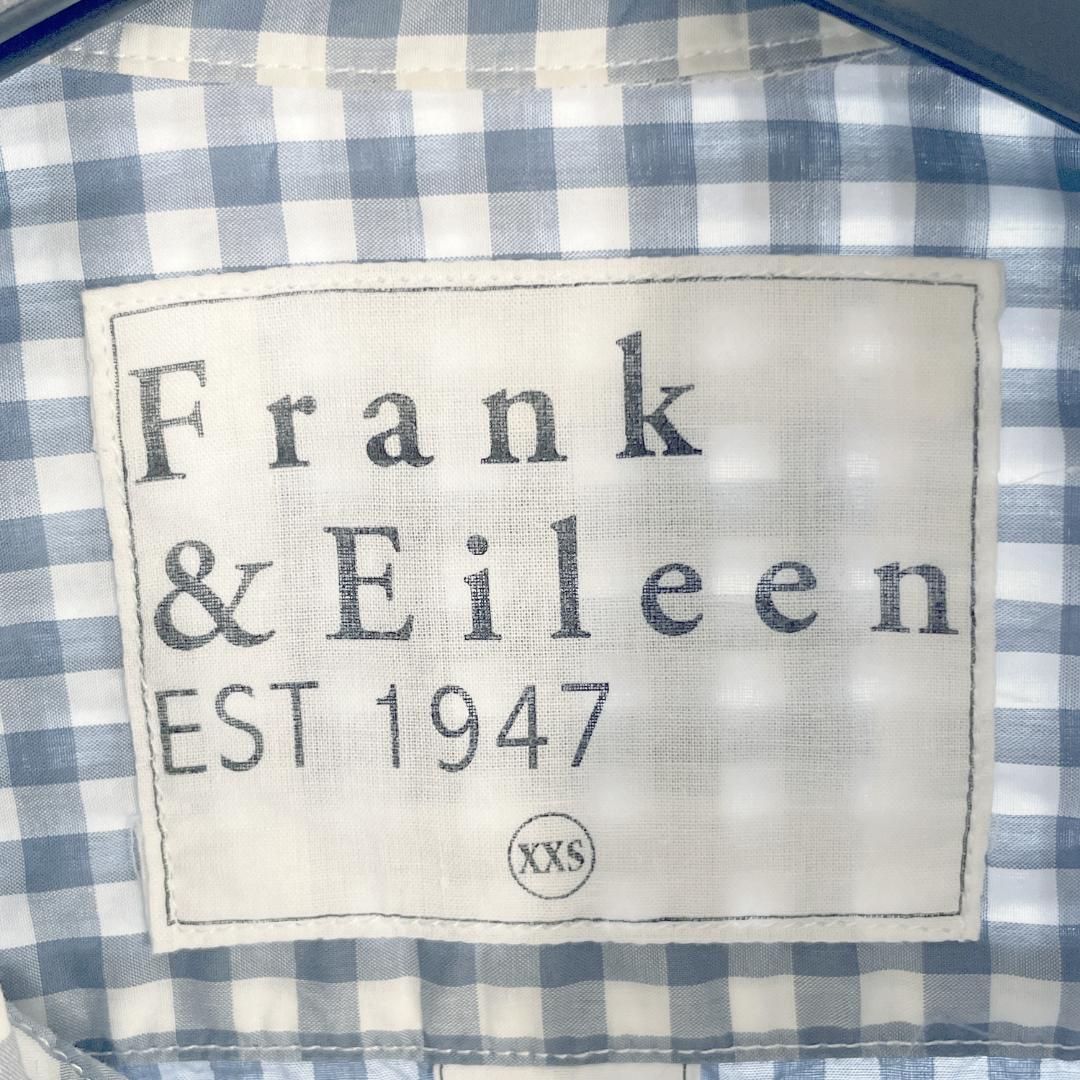 Frank
& Eileen
EST 1947
XXS